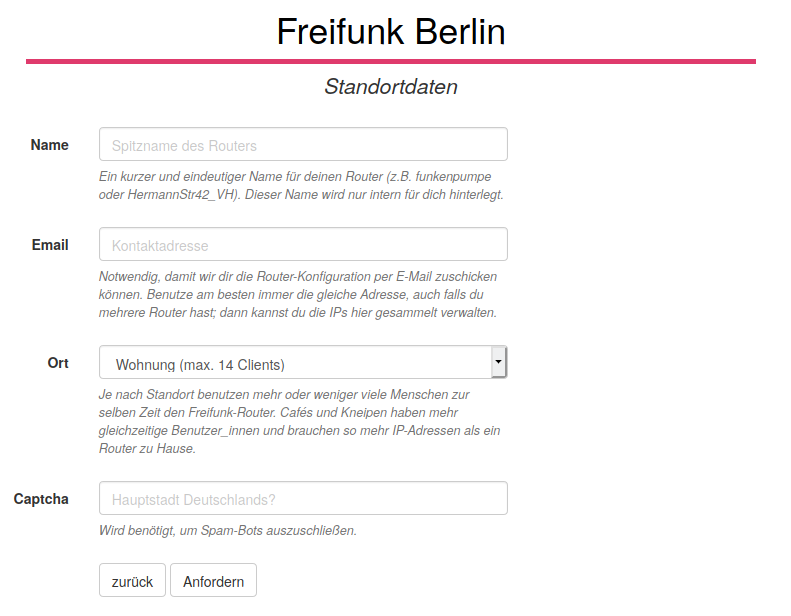 Freifunk Berlin
Standortdaten
Name
Spitzname des Routers
Ein kurzer und eindeutiger Name für deinen Router (z.B. funkenpumpe
oder HermannStr42_VH). Dieser Name wird nur intern für dich hinterlegt.
Email
Kontaktadresse
Notwendig, damit wir dir die Router-Konfiguration per E-Mail zuschicken
können. Benutze am besten immer die gleiche Adresse, auch falls du
mehrere Router hast; dann kannst du die IPs hier gesammelt verwalten.
Ort
Wohnung (max. 14 Clients)
Je nach Standort benutzen mehr oder weniger viele Menschen zur
selben Zeit den Freifunk-Router. Cafés und Kneipen haben mehr
gleichzeitige Benutzer_innen und brauchen so mehr IP-Adressen als ein
Router zu Hause.
Captcha
Hauptstadt Deutschlands?
Wird benötigt, um Spam-Bots auszuschließen.
zurück
Anfordern